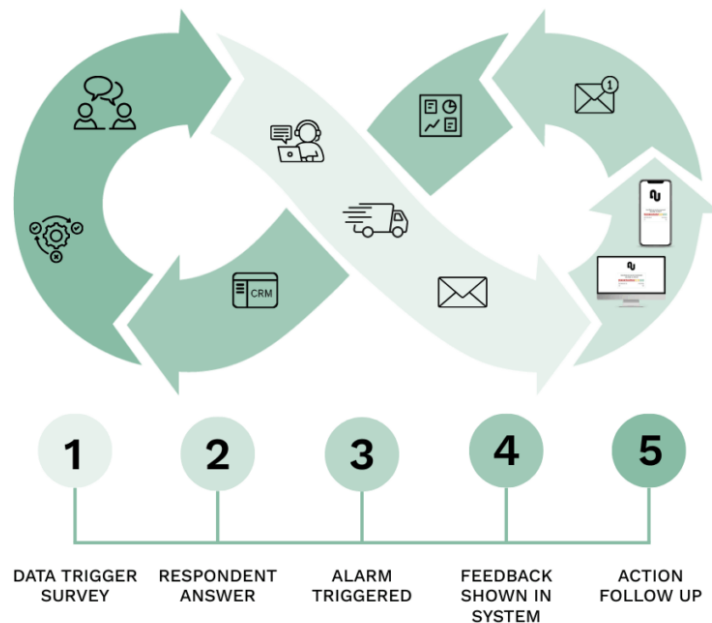 1
CRM
1
2
3
4
5
DATA TRIGGER
SURVEY
RESPONDENT
ANSWER
ALARM
TRIGGERED
FEEDBACK
SHOWN IN
SYSTEM
ACTION
FOLLOW UP